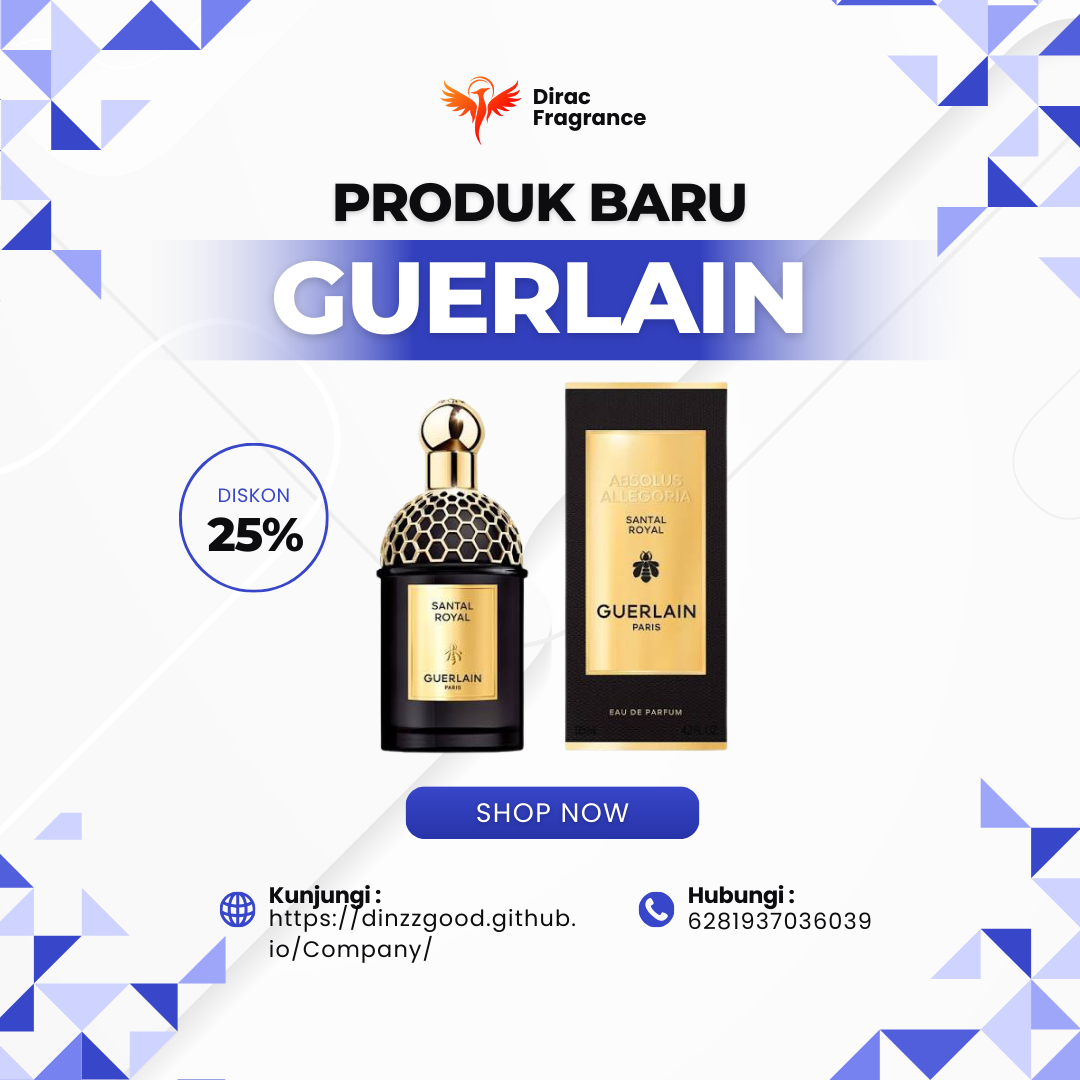 Dirac
Fragrance
PRODUK BARU
GUERLAIN
DISKON
25%
SANTAL
ROYAL
GUERLAIN
PARIS
ABSOLUS
ALLEGORIA
SANTAL
ROYAL
GUERLAIN
PARIS
EAU DE PARFUM
SHOP NOW
Kunjungi :
https://dinzzgood.github.
io/Company/
Hubungi :
6281937036039